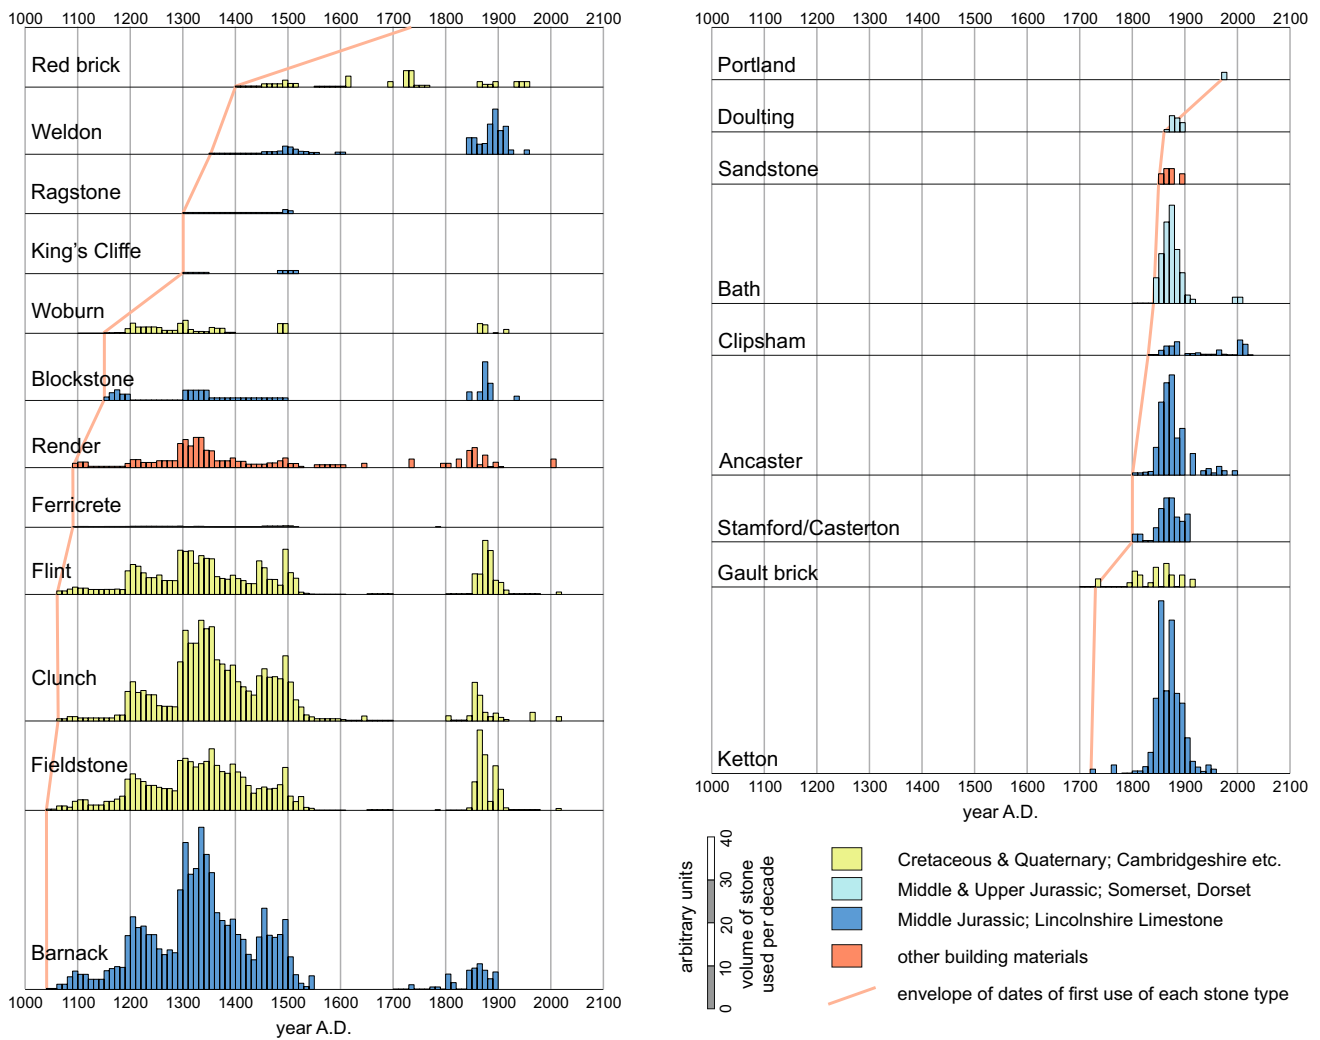 1000 1100 1200 1300 1400 1500 1600 1700 1800 1900 2000 2100
Red brick
Weldon
Ragstone
King's Cliffe
Woburn
Blockstone
Render
Ferricrete
Flint
Clunch
Fieldstone
Barnack
1000 1100 1200 1300 1400 1500 1600 1700 1800 1900 2000 2100
year A.D.
1000 1100 1200 1300 1400 1500 1600 1700 1800 1900 2000 2100
Portland
Doulting
Sandstone
Bath
Clipsham
Ancaster
Stamford/Casterton
Gault brick
Ketton
1000 1100 1200 1300 1400 1500 1600 1700 1800 1900 2000 2100
year A.D.
arbitrary units
0 10 20 30 40
volume of stone
used per decade
Cretaceous & Quaternary; Cambridgeshire etc.
Middle & Upper Jurassic; Somerset, Dorset
Middle Jurassic; Lincolnshire Limestone
other building materials
envelope of dates of first use of each stone type